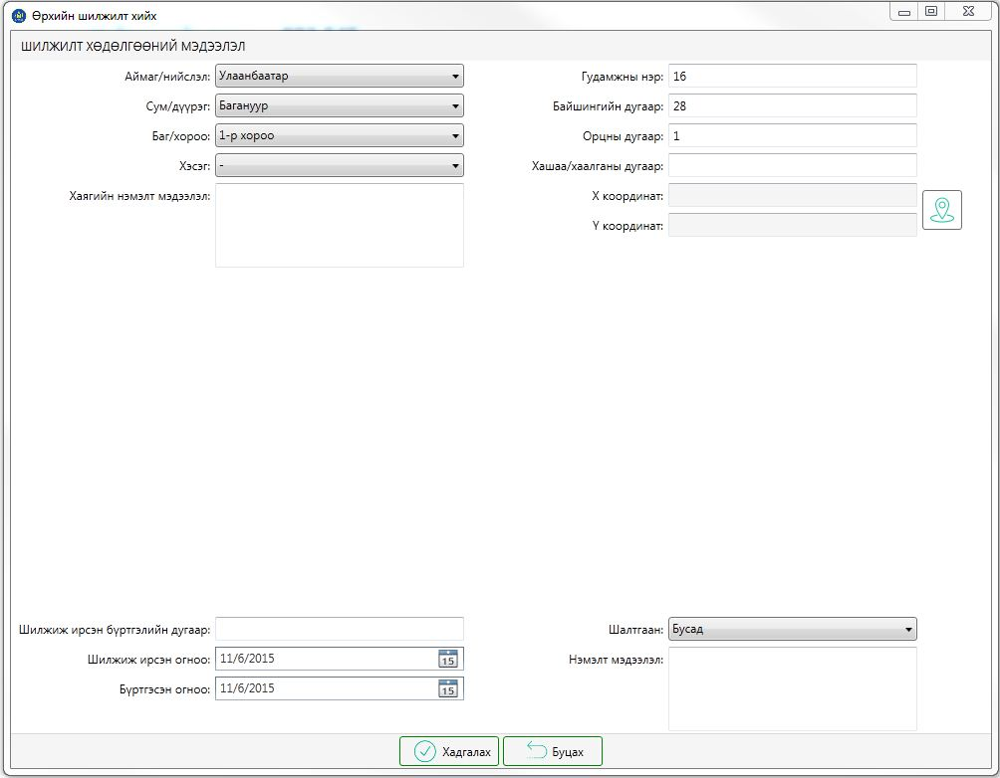 Өрхийн шилжилт хийх
ШИЛЖИЛТ ХӨДӨЛГӨӨНИЙ МЭДЭЭЛЭЛ
Аймаг/нийслэл: Улаанбаатар
Сум/дүүрэг: Багануур
Баг/хороо: 1-р хороо
Хэсэг: -
Хаягийн нэмэлт мэдээлэл:
Гудамжны нэр: 16
Байшингийн дугаар: 28
Орцны дугаар: 1
Хашаа/хаалганы дугаар:
X координат:
Y координат:
Шилжиж ирсэн бүртгэлийн дугаар:
Шилжиж ирсэн огноо: 11/6/2015 15
Бүртгэсэн огноо: 11/6/2015 15
Шалтгаан: Бусад
Нэмэлт мэдээлэл:
Хадгалах
Буцах